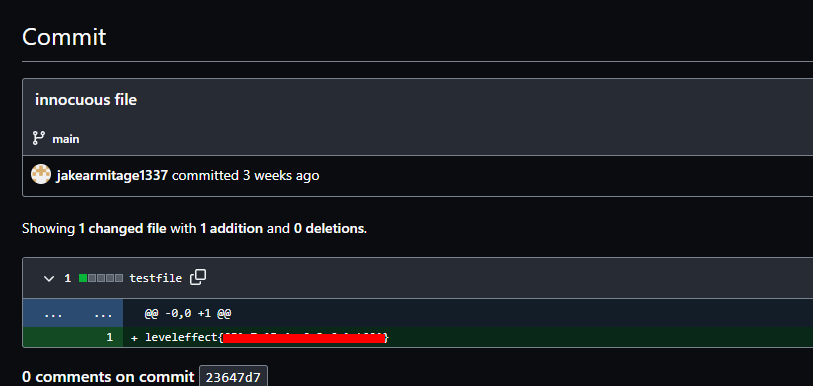 Commit
innocuous file
main
jakearmitage1337 committed 3 weeks ago
Showing 1 changed file with 1 addition and 0 deletions.
1 testfile
... ... @@ -0,0 +1 @@
1 + leveleffect{ }
0 comments on commit 23647d7